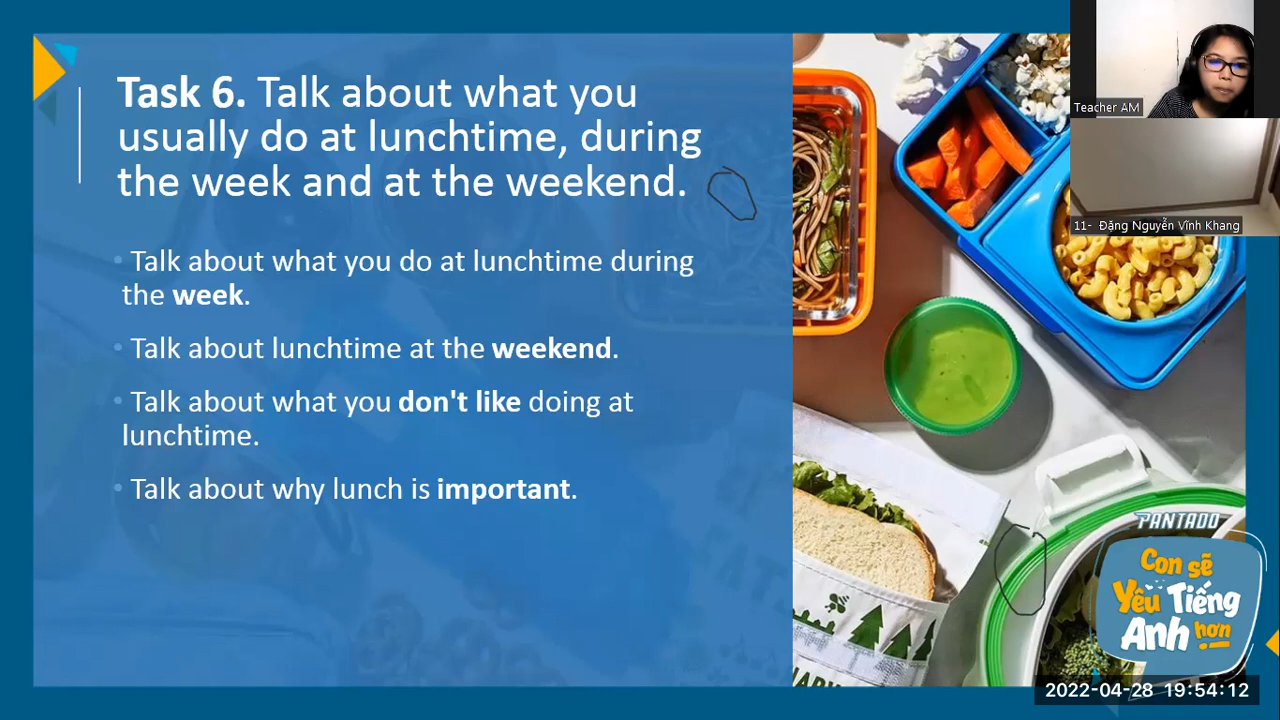 Task 6. Talk about what you
usually do at lunchtime, during
the week and at the weekend.
Talk about what you do at lunchtime during
the week.
Talk about lunchtime at the weekend.
Talk about what you don't like doing at
lunchtime.
Talk about why lunch is important.
Teacher AM
11- Đặng Nguyễn Vĩnh Khang
PANTADO
Con sẽ
Yêu Tiếng
Anh hơn
2022-04-28 19:54:12